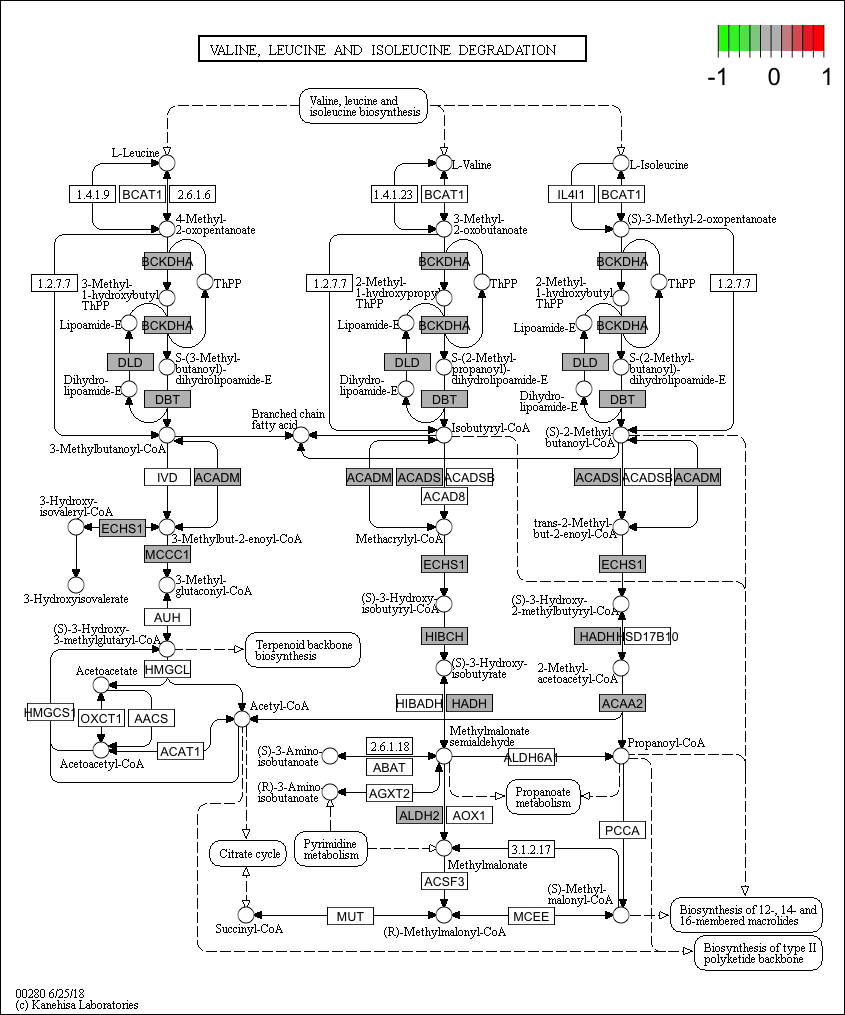 VALINE, LEUCINE AND ISOLEUCINE DEGRADATION
-1 0 1
Valine, leucine and
isoleucine biosynthesis
L-Leucine
L-Valine
L-Isoleucine
1.4.1.9 BCAT1 2.6.1.6
1.4.1.23 BCAT1
IL4I1 BCAT1
4-Methyl-
2-oxopentanoate
3-Methyl-
2-oxobutanoate
(S)-3-Methyl-2-oxopentanoate
BCKDHA
BCKDHA
BCKDHA
1.2.7.7
3-Methyl-
1-hydroxybutyl
ThPP
ThPP
1.2.7.7
2-Methyl-
1-hydroxypropyl
ThPP
ThPP
2-Methyl-
1-hydroxybutyl
ThPP
ThPP
1.2.7.7
Lipoamide-E
BCKDHA
Lipoamide-E
BCKDHA
Lipoamide-E
BCKDHA
DLD
S-(3-Methyl-
butanoyl)-
dihydrolipoamide-E
DLD
S-(2-Methyl-
propanoyl)-
dihydrolipoamide-E
DLD
S-(2-Methyl-
butanoyl)-
dihydrolipoamide-E
Dihydro-
lipoamide-E
DBT
Dihydro-
lipoamide-E
DBT
Dihydro-
lipoamide-E
DBT
Branched chain
fatty acid
3-Methylbutanoyl-CoA
Isobutyryl-CoA
(S)-2-Methyl-
butanoyl-CoA
IVD ACADM
ACADM ACADS ACADSB
ACAD8
ACADS ACADSB ACADM
3-Hydroxy-
isovaleryl-CoA
ECHS1
3-Methylbut-2-enoyl-CoA
Methacrylyl-CoA
trans-2-Methyl-
but-2-enoyl-CoA
MCCC1
ECHS1
ECHS1
3-Hydroxyisovalerate
3-Methyl-
glutaconyl-CoA
(S)-3-Hydroxy-
isobutyryl-CoA
(S)-3-Hydroxy-
2-methylbutyryl-CoA
AUH
HIBCH
HADH HSD17B10
(S)-3-Hydroxy-
3-methylglutaryl-CoA
Terpenoid backbone
biosynthesis
HMGCL
(S)-3-Hydroxy-
isobutyrate
2-Methyl-
acetoacetyl-CoA
Acetoacetate
HIBADH HADH
ACAA2
HMGCS1 OXCT1 AACS
Acetyl-CoA
ACAT1
Acetoacetyl-CoA
Methylmalonate
semialdehyde
Propanoyl-CoA
(S)-3-Amino-
isobutanoate
2.6.1.18
ABAT
ALDH6A1
(R)-3-Amino-
isobutanoate
AGXT2
Propanoate
metabolism
ALDH2 AOX1
PCCA
Citrate cycle
Pyrimidine
metabolism
3.1.2.17
Methylmalonate
ACSF3
(S)-Methyl-
malonyl-CoA
Succinyl-CoA
MUT
(R)-Methylmalonyl-CoA
MCEE
Biosynthesis of 12-, 14- and
16-membered macrolides
Biosynthesis of type II
polyketide backbone
00280 6/25/18
(c) Kanehisa Laboratories